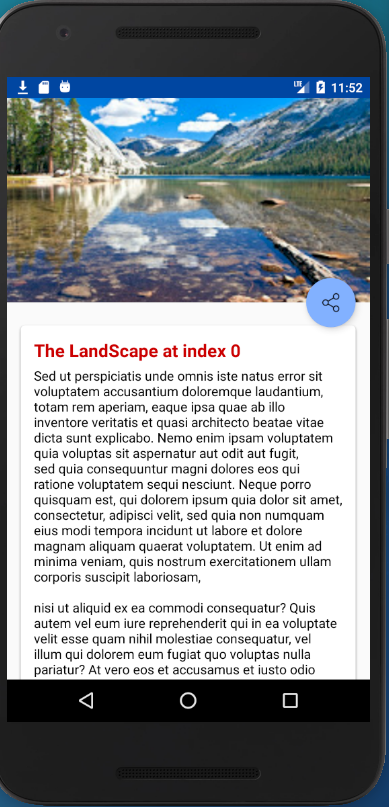 LTE 11:52
The LandScape at index 0
Sed ut perspiciatis unde omnis iste natus error sit
voluptatem accusantium doloremque laudantium,
totam rem aperiam, eaque ipsa quae ab illo
inventore veritatis et quasi architecto beatae vitae
dicta sunt explicabo. Nemo enim ipsam voluptatem
quia voluptas sit aspernatur aut odit aut fugit,
sed quia consequuntur magni dolores eos qui
ratione voluptatem sequi nesciunt. Neque porro
quisquam est, qui dolorem ipsum quia dolor sit amet,
consectetur, adipisci velit, sed quia non numquam
eius modi tempora incidunt ut labore et dolore
magnam aliquam quaerat voluptatem. Ut enim ad
minima veniam, quis nostrum exercitationem ullam
corporis suscipit laboriosam,
nisi ut aliquid ex ea commodi consequatur? Quis
autem vel eum iure reprehenderit qui in ea voluptate
velit esse quam nihil molestiae consequatur, vel
illum qui dolorem eum fugiat quo voluptas nulla
pariatur? At vero eos et accusamus et iusto odio